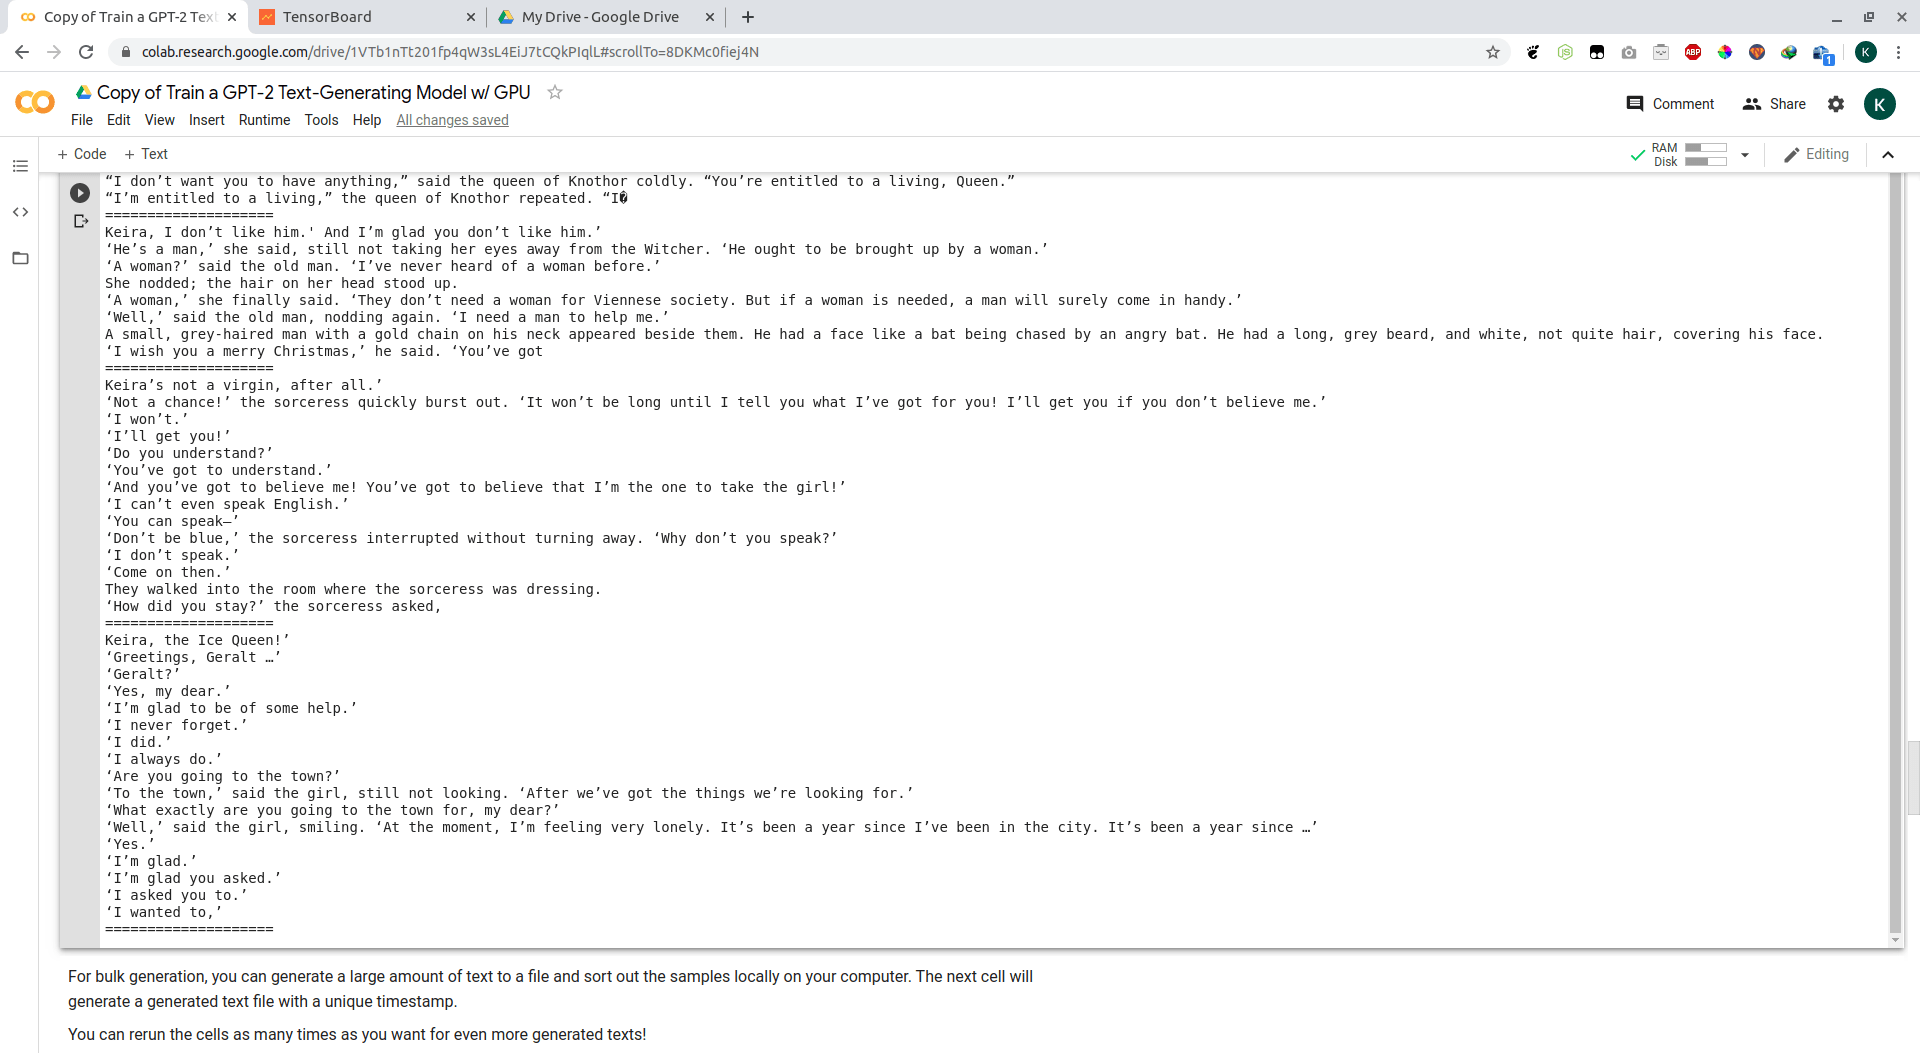 Copy of Train a GPT-2 Text
TensorBoard
My Drive - Google Drive
colab.research.google.com/drive/1VTb1nTt201fp4qW3sL4EiJ7tCQkPIqlL#scrollTo=8DKMc0fiej4N
ABP
1
K
Copy of Train a GPT-2 Text-Generating Model w/ GPU
Comment
Share
K
File Edit View Insert Runtime Tools Help All changes saved
+ Code + Text
RAM
Disk
Editing
“I don’t want you to have anything,” said the queen of Knothor coldly. “You’re entitled to a living, Queen.”
“I’m entitled to a living,” the queen of Knothor repeated. “I�
====================
Keira, I don’t like him.' And I’m glad you don’t like him.’
‘He’s a man,’ she said, still not taking her eyes away from the Witcher. ‘He ought to be brought up by a woman.’
‘A woman?’ said the old man. ‘I’ve never heard of a woman before.’
She nodded; the hair on her head stood up.
‘A woman,’ she finally said. ‘They don’t need a woman for Viennese society. But if a woman is needed, a man will surely come in handy.’
‘Well,’ said the old man, nodding again. ‘I need a man to help me.’
A small, grey-haired man with a gold chain on his neck appeared beside them. He had a face like a bat being chased by an angry bat. He had a long, grey beard, and white, not quite hair, covering his face.
‘I wish you a merry Christmas,’ he said. ‘You’ve got
====================
Keira’s not a virgin, after all.’
‘Not a chance!’ the sorceress quickly burst out. ‘It won’t be long until I tell you what I’ve got for you! I’ll get you if you don’t believe me.’
‘I won’t.’
‘I’ll get you!’
‘Do you understand?’
‘You’ve got to understand.’
‘And you’ve got to believe me! You’ve got to believe that I’m the one to take the girl!’
‘I can’t even speak English.’
‘You can speak—’
‘Don’t be blue,’ the sorceress interrupted without turning away. ‘Why don’t you speak?’
‘I don’t speak.’
‘Come on then.’
They walked into the room where the sorceress was dressing.
‘How did you stay?’ the sorceress asked,
====================
Keira, the Ice Queen!’
‘Greetings, Geralt …’
‘Geralt?’
‘Yes, my dear.’
‘I’m glad to be of some help.’
‘I never forget.’
‘I did.’
‘I always do.’
‘Are you going to the town?’
‘To the town,’ said the girl, still not looking. ‘After we’ve got the things we’re looking for.’
‘What exactly are you going to the town for, my dear?’
‘Well,’ said the girl, smiling. ‘At the moment, I’m feeling very lonely. It’s been a year since I’ve been in the city. It’s been a year since …’
‘Yes.’
‘I’m glad.’
‘I’m glad you asked.’
‘I asked you to.’
‘I wanted to,’
====================
For bulk generation, you can generate a large amount of text to a file and sort out the samples locally on your computer. The next cell will
generate a generated text file with a unique timestamp.
You can rerun the cells as many times as you want for even more generated texts!